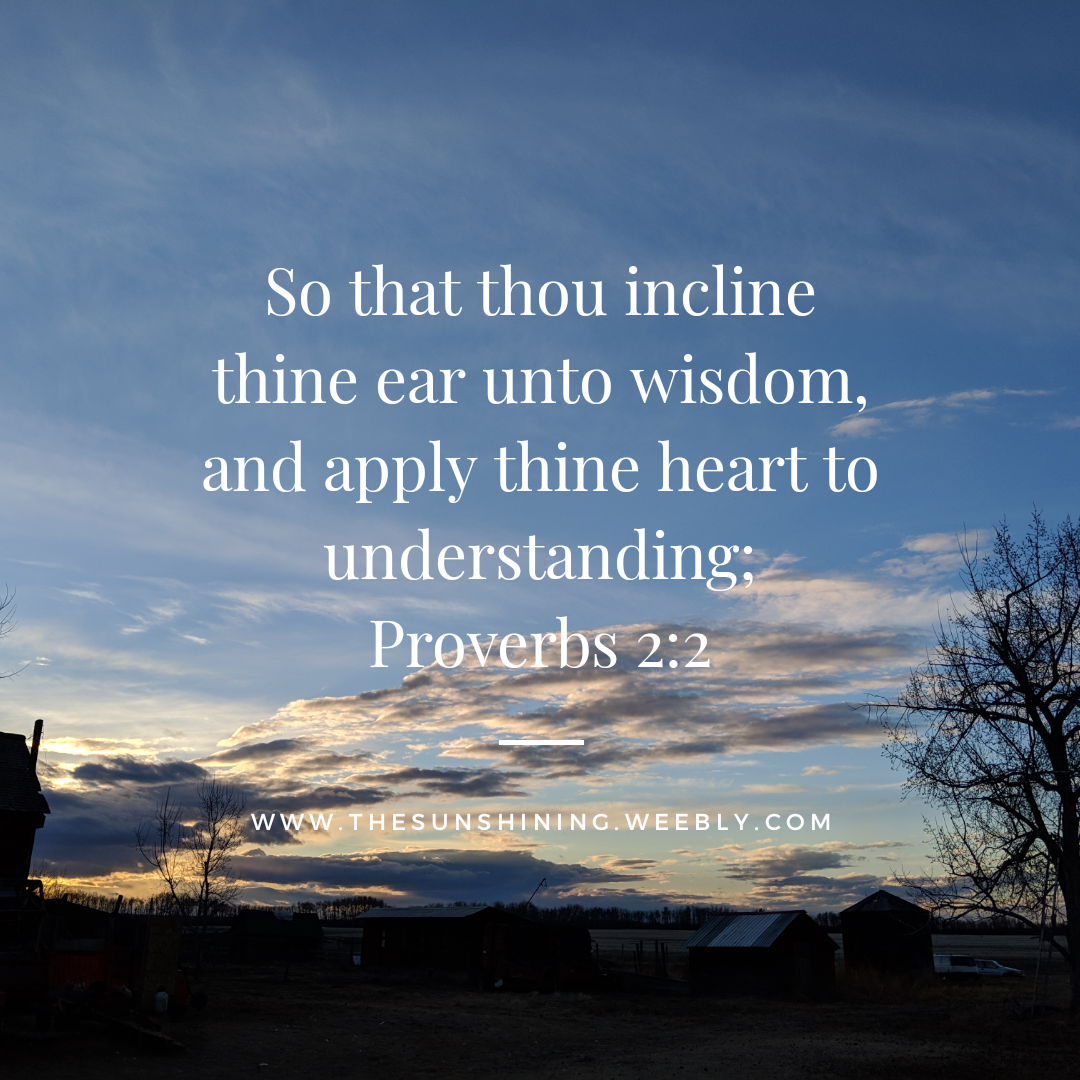 So that thou incline
thine ear unto wisdom,
and apply thine heart to
understanding;
Proverbs 2:2
WWW.THESUNSHINING.WEEBLY.COM